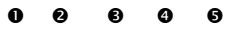 ❶ ❷ ❸ ❹ ❺